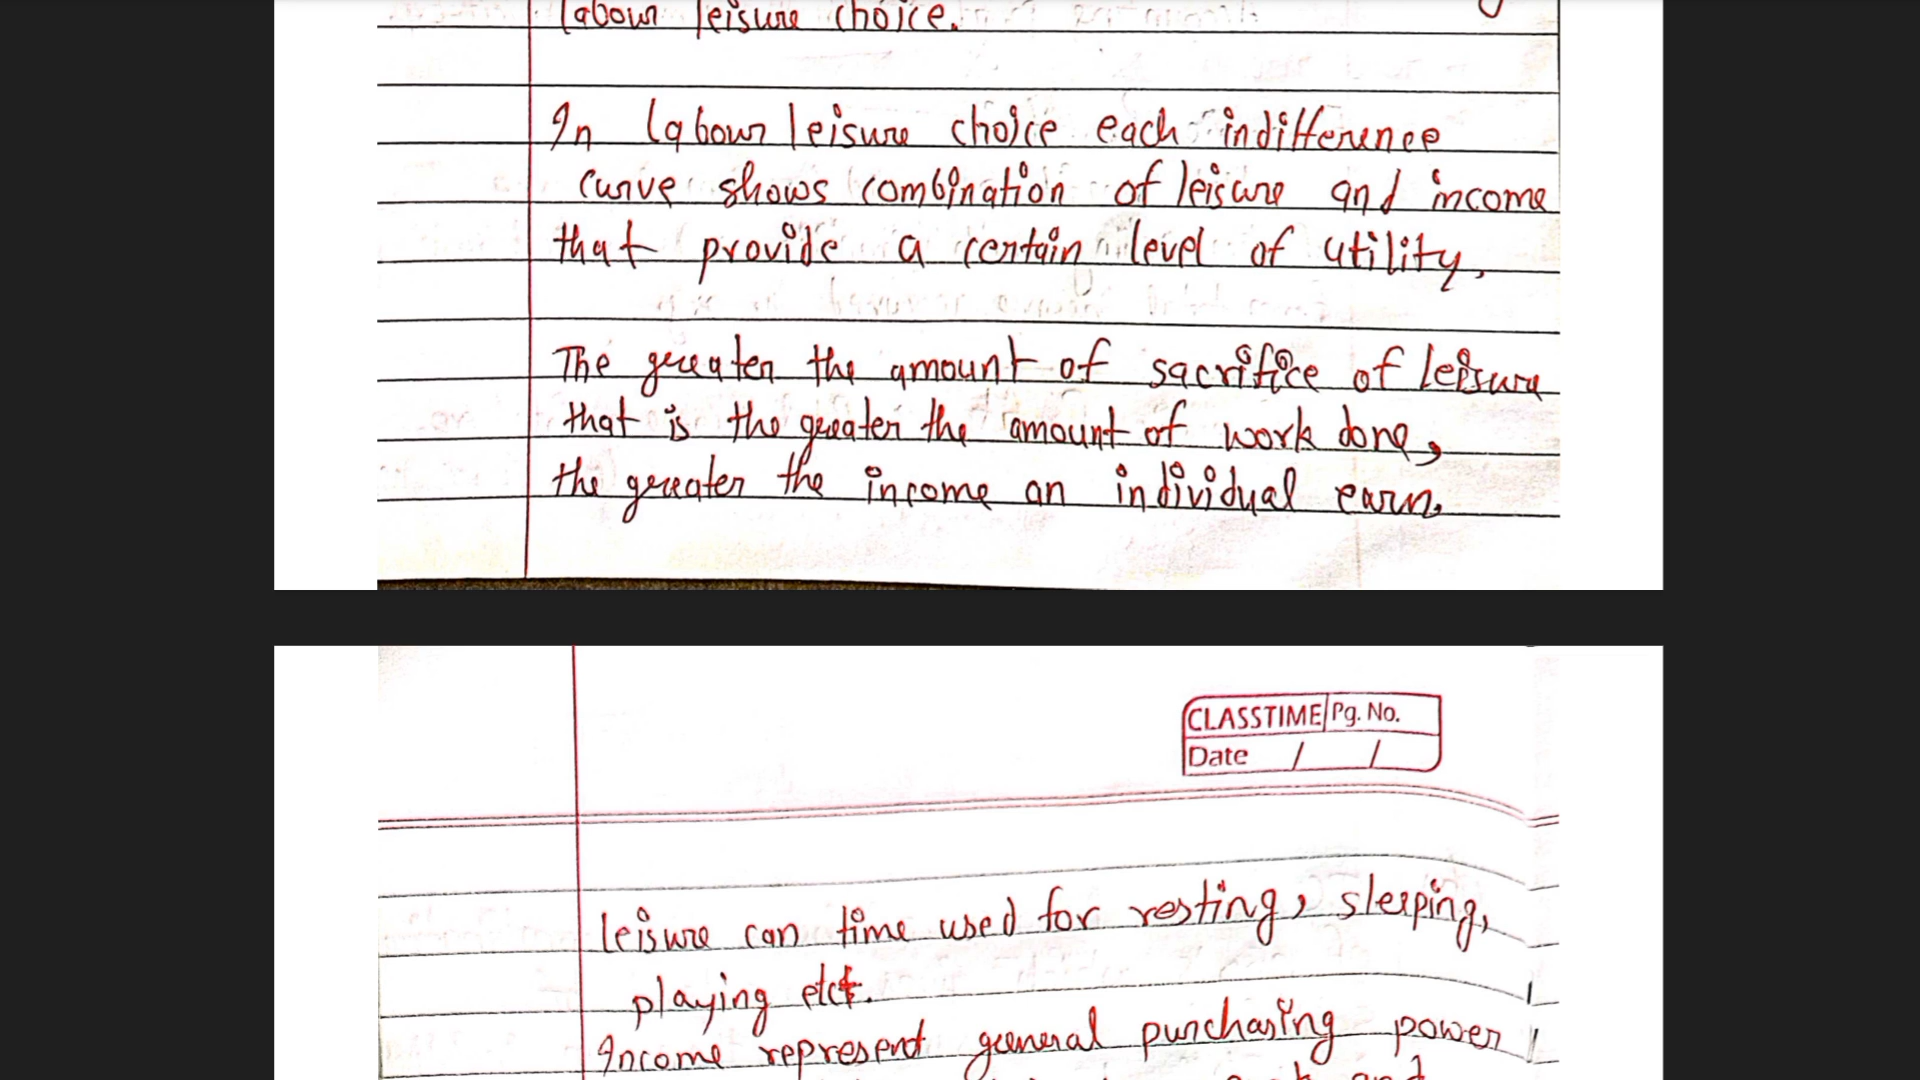 labour leisure choice.
In labour leisure choice each indifference
curve shows combination of leisure and income
that provide a certain level of utility.
The greater the amount of sacrifice of leisure
that is the greater the amount of work done,
the greater the income an individual earn.
CLASSTIME Pg. No.
Date / /
leisure can time used for resting, sleeping,
playing etc.
Income represent general purchasing power
and